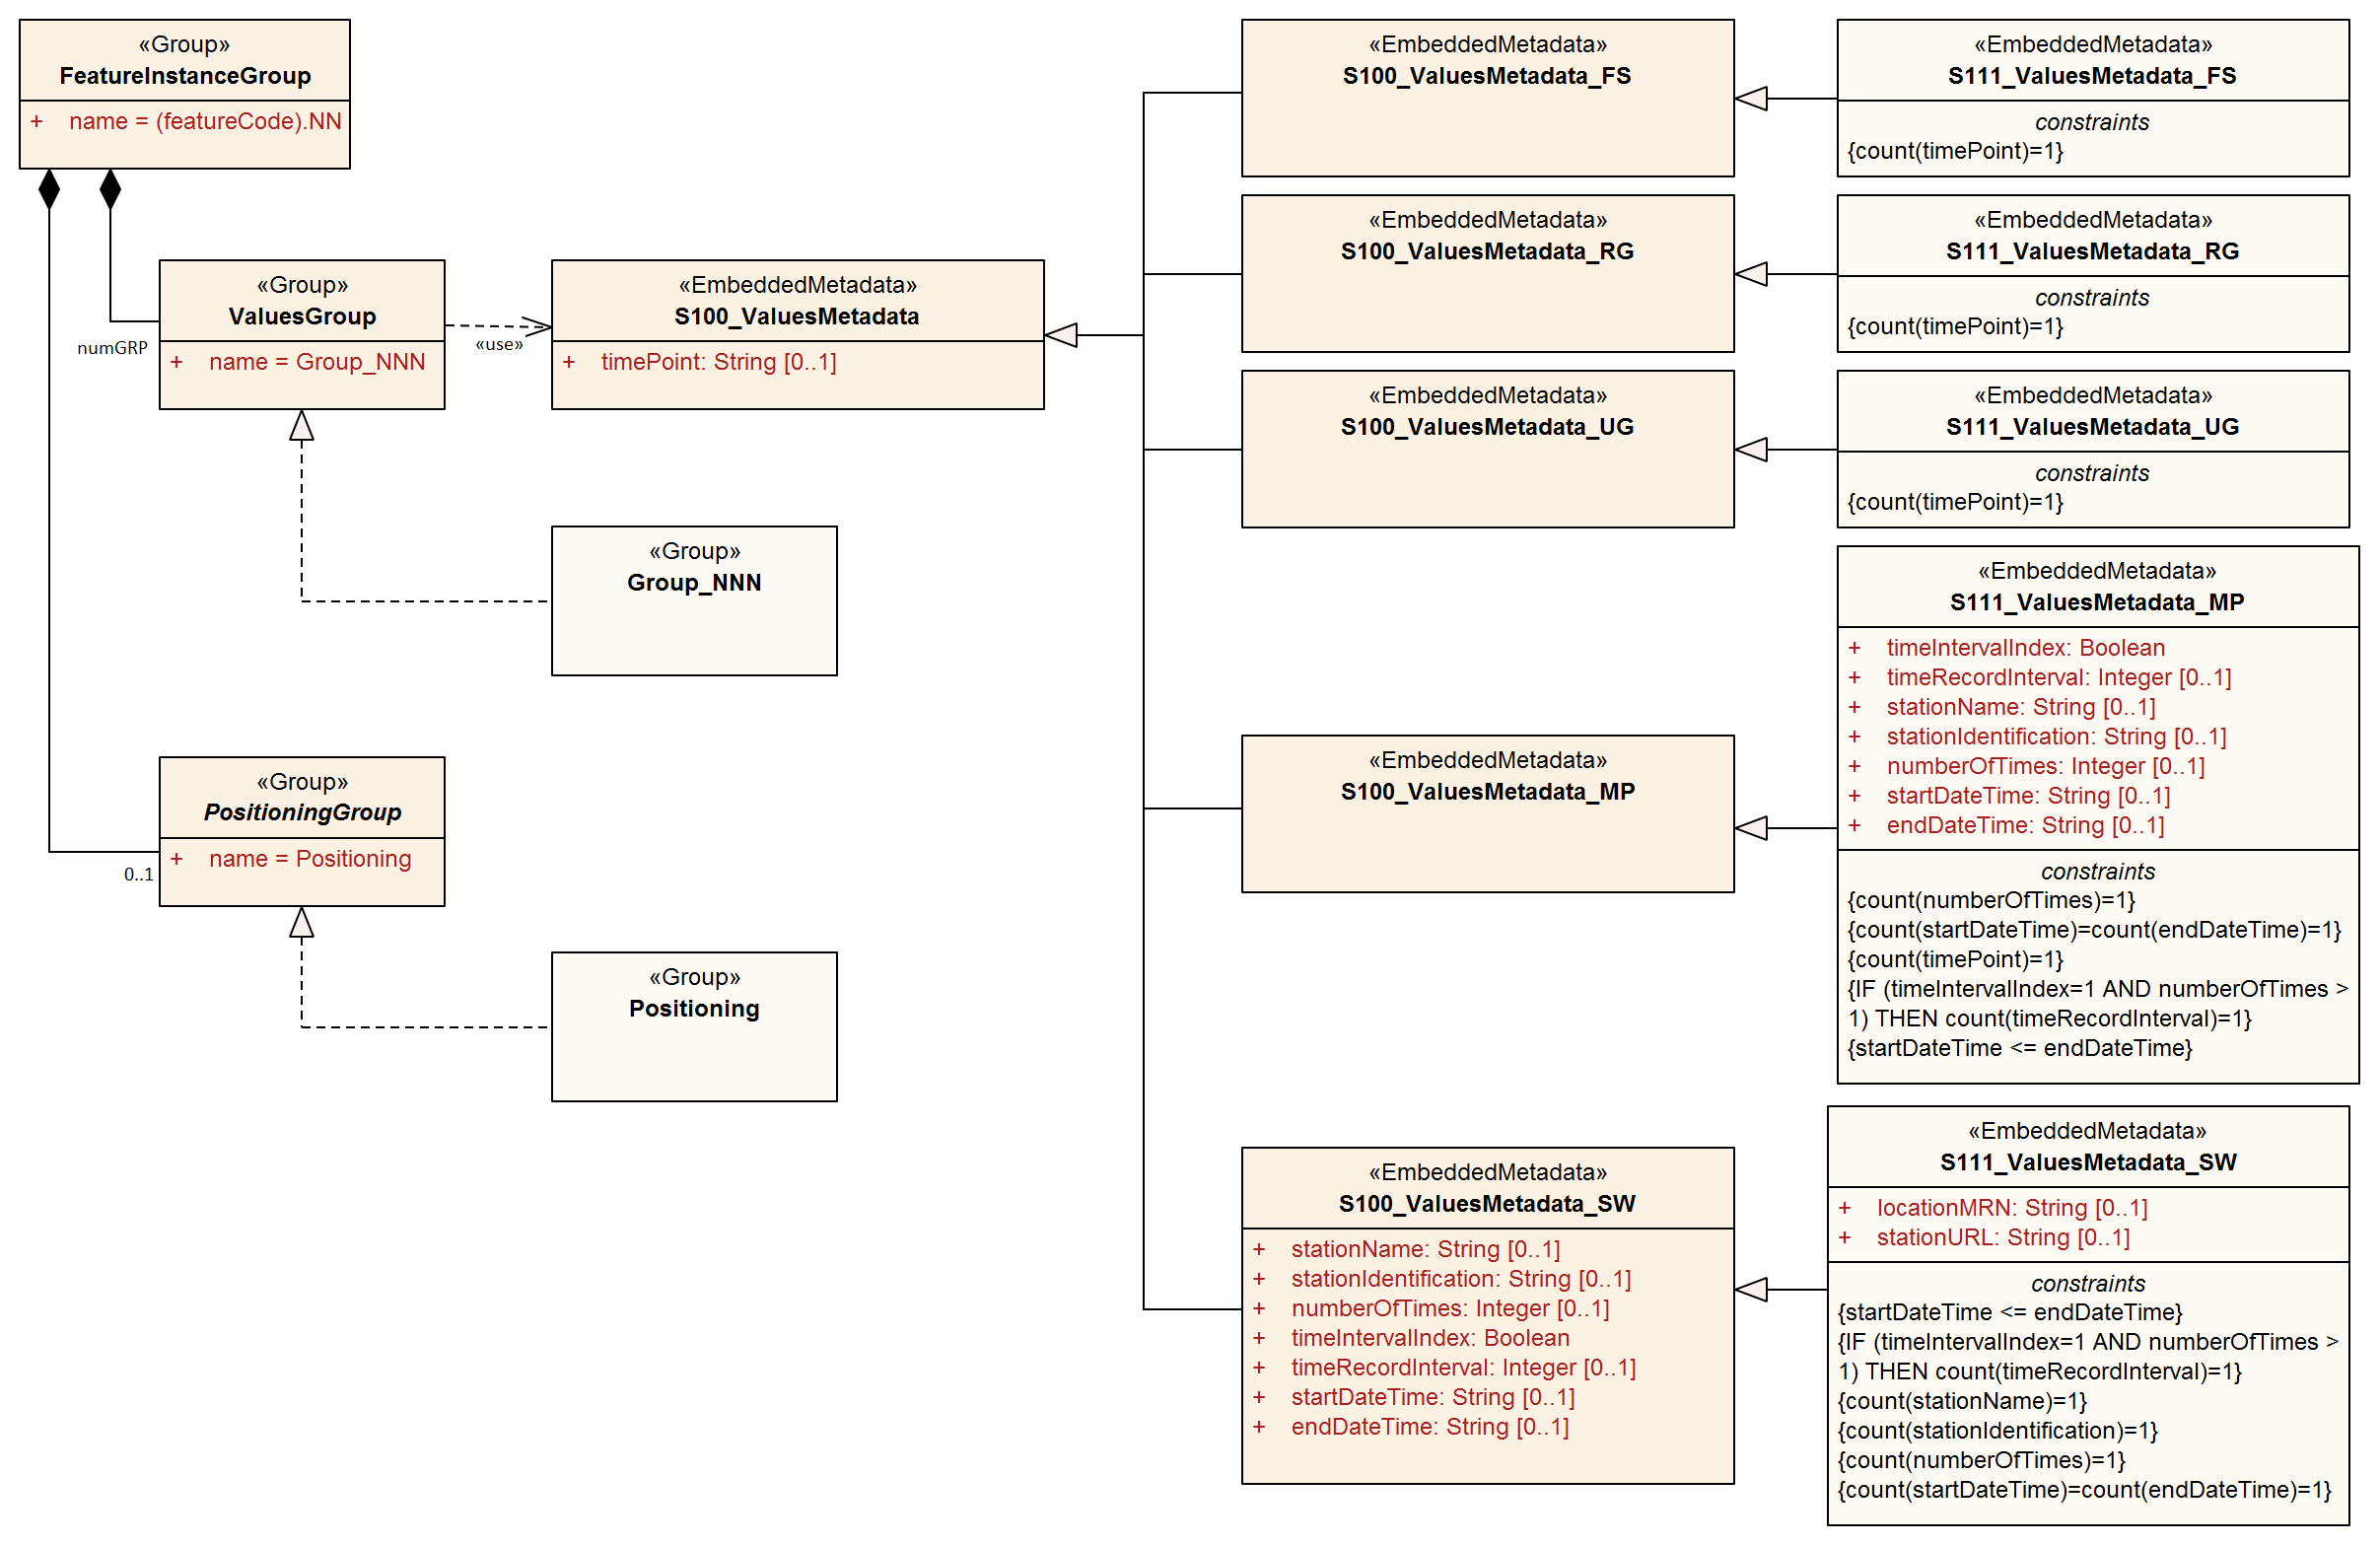 «Group»
FeatureInstanceGroup
+ name = (featureCode).NN
numGRP
«Group»
ValuesGroup
+ name = Group_NNN
«use»
«EmbeddedMetadata»
S100_ValuesMetadata
+ timePoint: String [0..1]
«Group»
Group_NNN
«Group»
PositioningGroup
+ name = Positioning
0..1
«Group»
Positioning
«EmbeddedMetadata»
S100_ValuesMetadata_FS
«EmbeddedMetadata»
S100_ValuesMetadata_RG
«EmbeddedMetadata»
S100_ValuesMetadata_UG
«EmbeddedMetadata»
S100_ValuesMetadata_MP
«EmbeddedMetadata»
S100_ValuesMetadata_SW
+ stationName: String [0..1]
+ stationIdentification: String [0..1]
+ numberOfTimes: Integer [0..1]
+ timeIntervalIndex: Boolean
+ timeRecordInterval: Integer [0..1]
+ startDateTime: String [0..1]
+ endDateTime: String [0..1]
«EmbeddedMetadata»
S111_ValuesMetadata_FS
constraints
{count(timePoint)=1}
«EmbeddedMetadata»
S111_ValuesMetadata_RG
constraints
{count(timePoint)=1}
«EmbeddedMetadata»
S111_ValuesMetadata_UG
constraints
{count(timePoint)=1}
«EmbeddedMetadata»
S111_ValuesMetadata_MP
+ timeIntervalIndex: Boolean
+ timeRecordInterval: Integer [0..1]
+ stationName: String [0..1]
+ stationIdentification: String [0..1]
+ numberOfTimes: Integer [0..1]
+ startDateTime: String [0..1]
+ endDateTime: String [0..1]
constraints
{count(numberOfTimes)=1}
{count(startDateTime)=count(endDateTime)=1}
{count(timePoint)=1}
{IF (timeIntervalIndex=1 AND numberOfTimes >
1) THEN count(timeRecordInterval)=1}
{startDateTime <= endDateTime}
«EmbeddedMetadata»
S111_ValuesMetadata_SW
+ locationMRN: String [0..1]
+ stationURL: String [0..1]
constraints
{startDateTime <= endDateTime}
{IF (timeIntervalIndex=1 AND numberOfTimes >
1) THEN count(timeRecordInterval)=1}
{count(stationName)=1}
{count(stationIdentification)=1}
{count(numberOfTimes)=1}
{count(startDateTime)=count(endDateTime)=1}